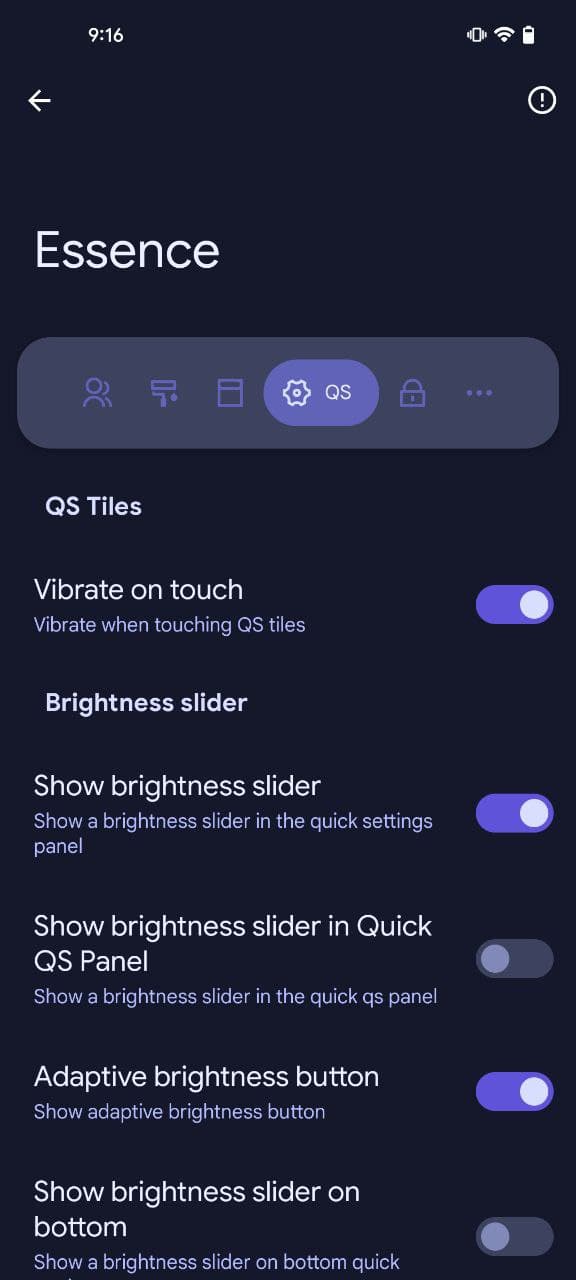 9:16
Essence
QS
QS Tiles
Vibrate on touch
Vibrate when touching QS tiles
Brightness slider
Show brightness slider
Show a brightness slider in the quick settings
panel
Show brightness slider in Quick
QS Panel
Show a brightness slider in the quick qs panel
Adaptive brightness button
Show adaptive brightness button
Show brightness slider on
bottom
Show a brightness slider on bottom quick